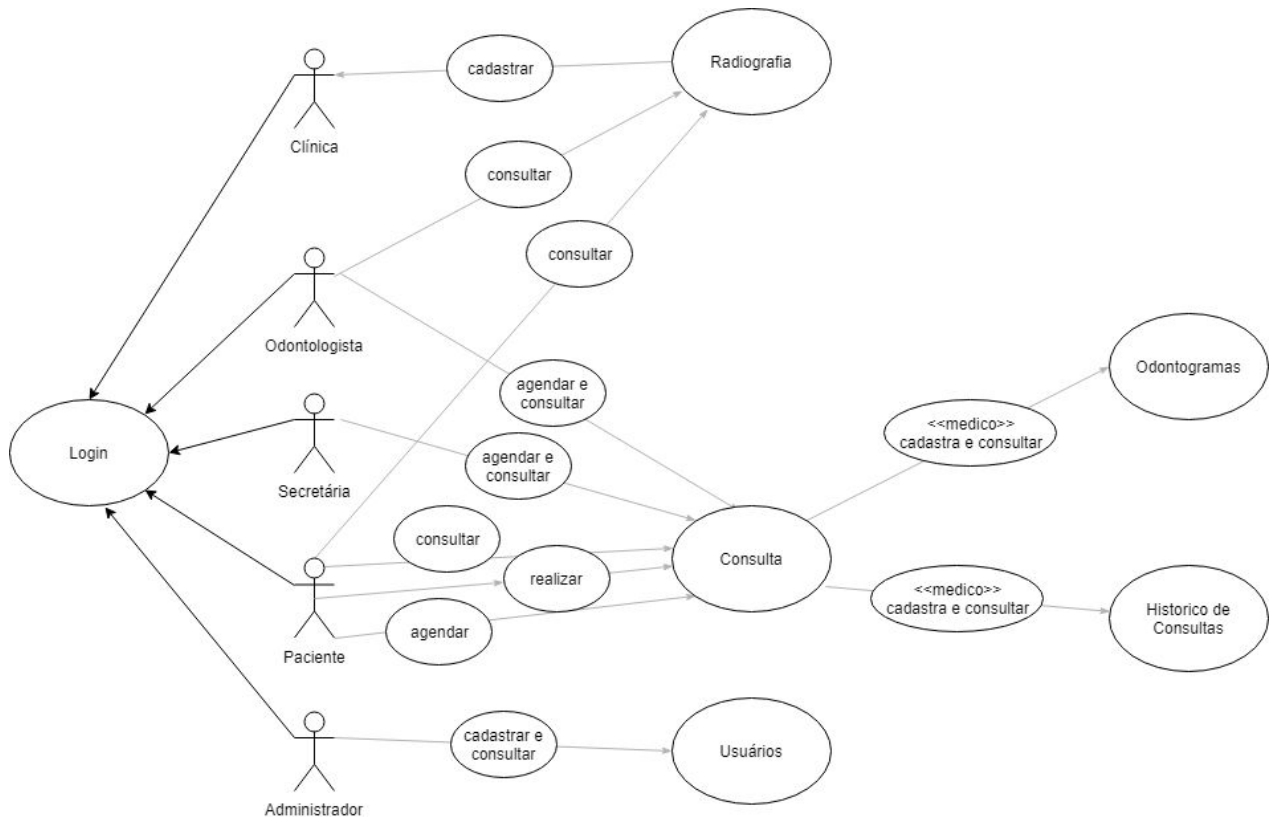 cadastrar
Radiografia
Clínica
consultar
consultar
Odontologista
Odontogramas
agendar e
consultar
<<medico>>
cadastra e consultar
Login
agendar e
consultar
Secretária
consultar
Consulta
realizar
<<medico>>
cadastra e consultar
Historico de
Consultas
agendar
Paciente
cadastrar e
consultar
Usuários
Administrador